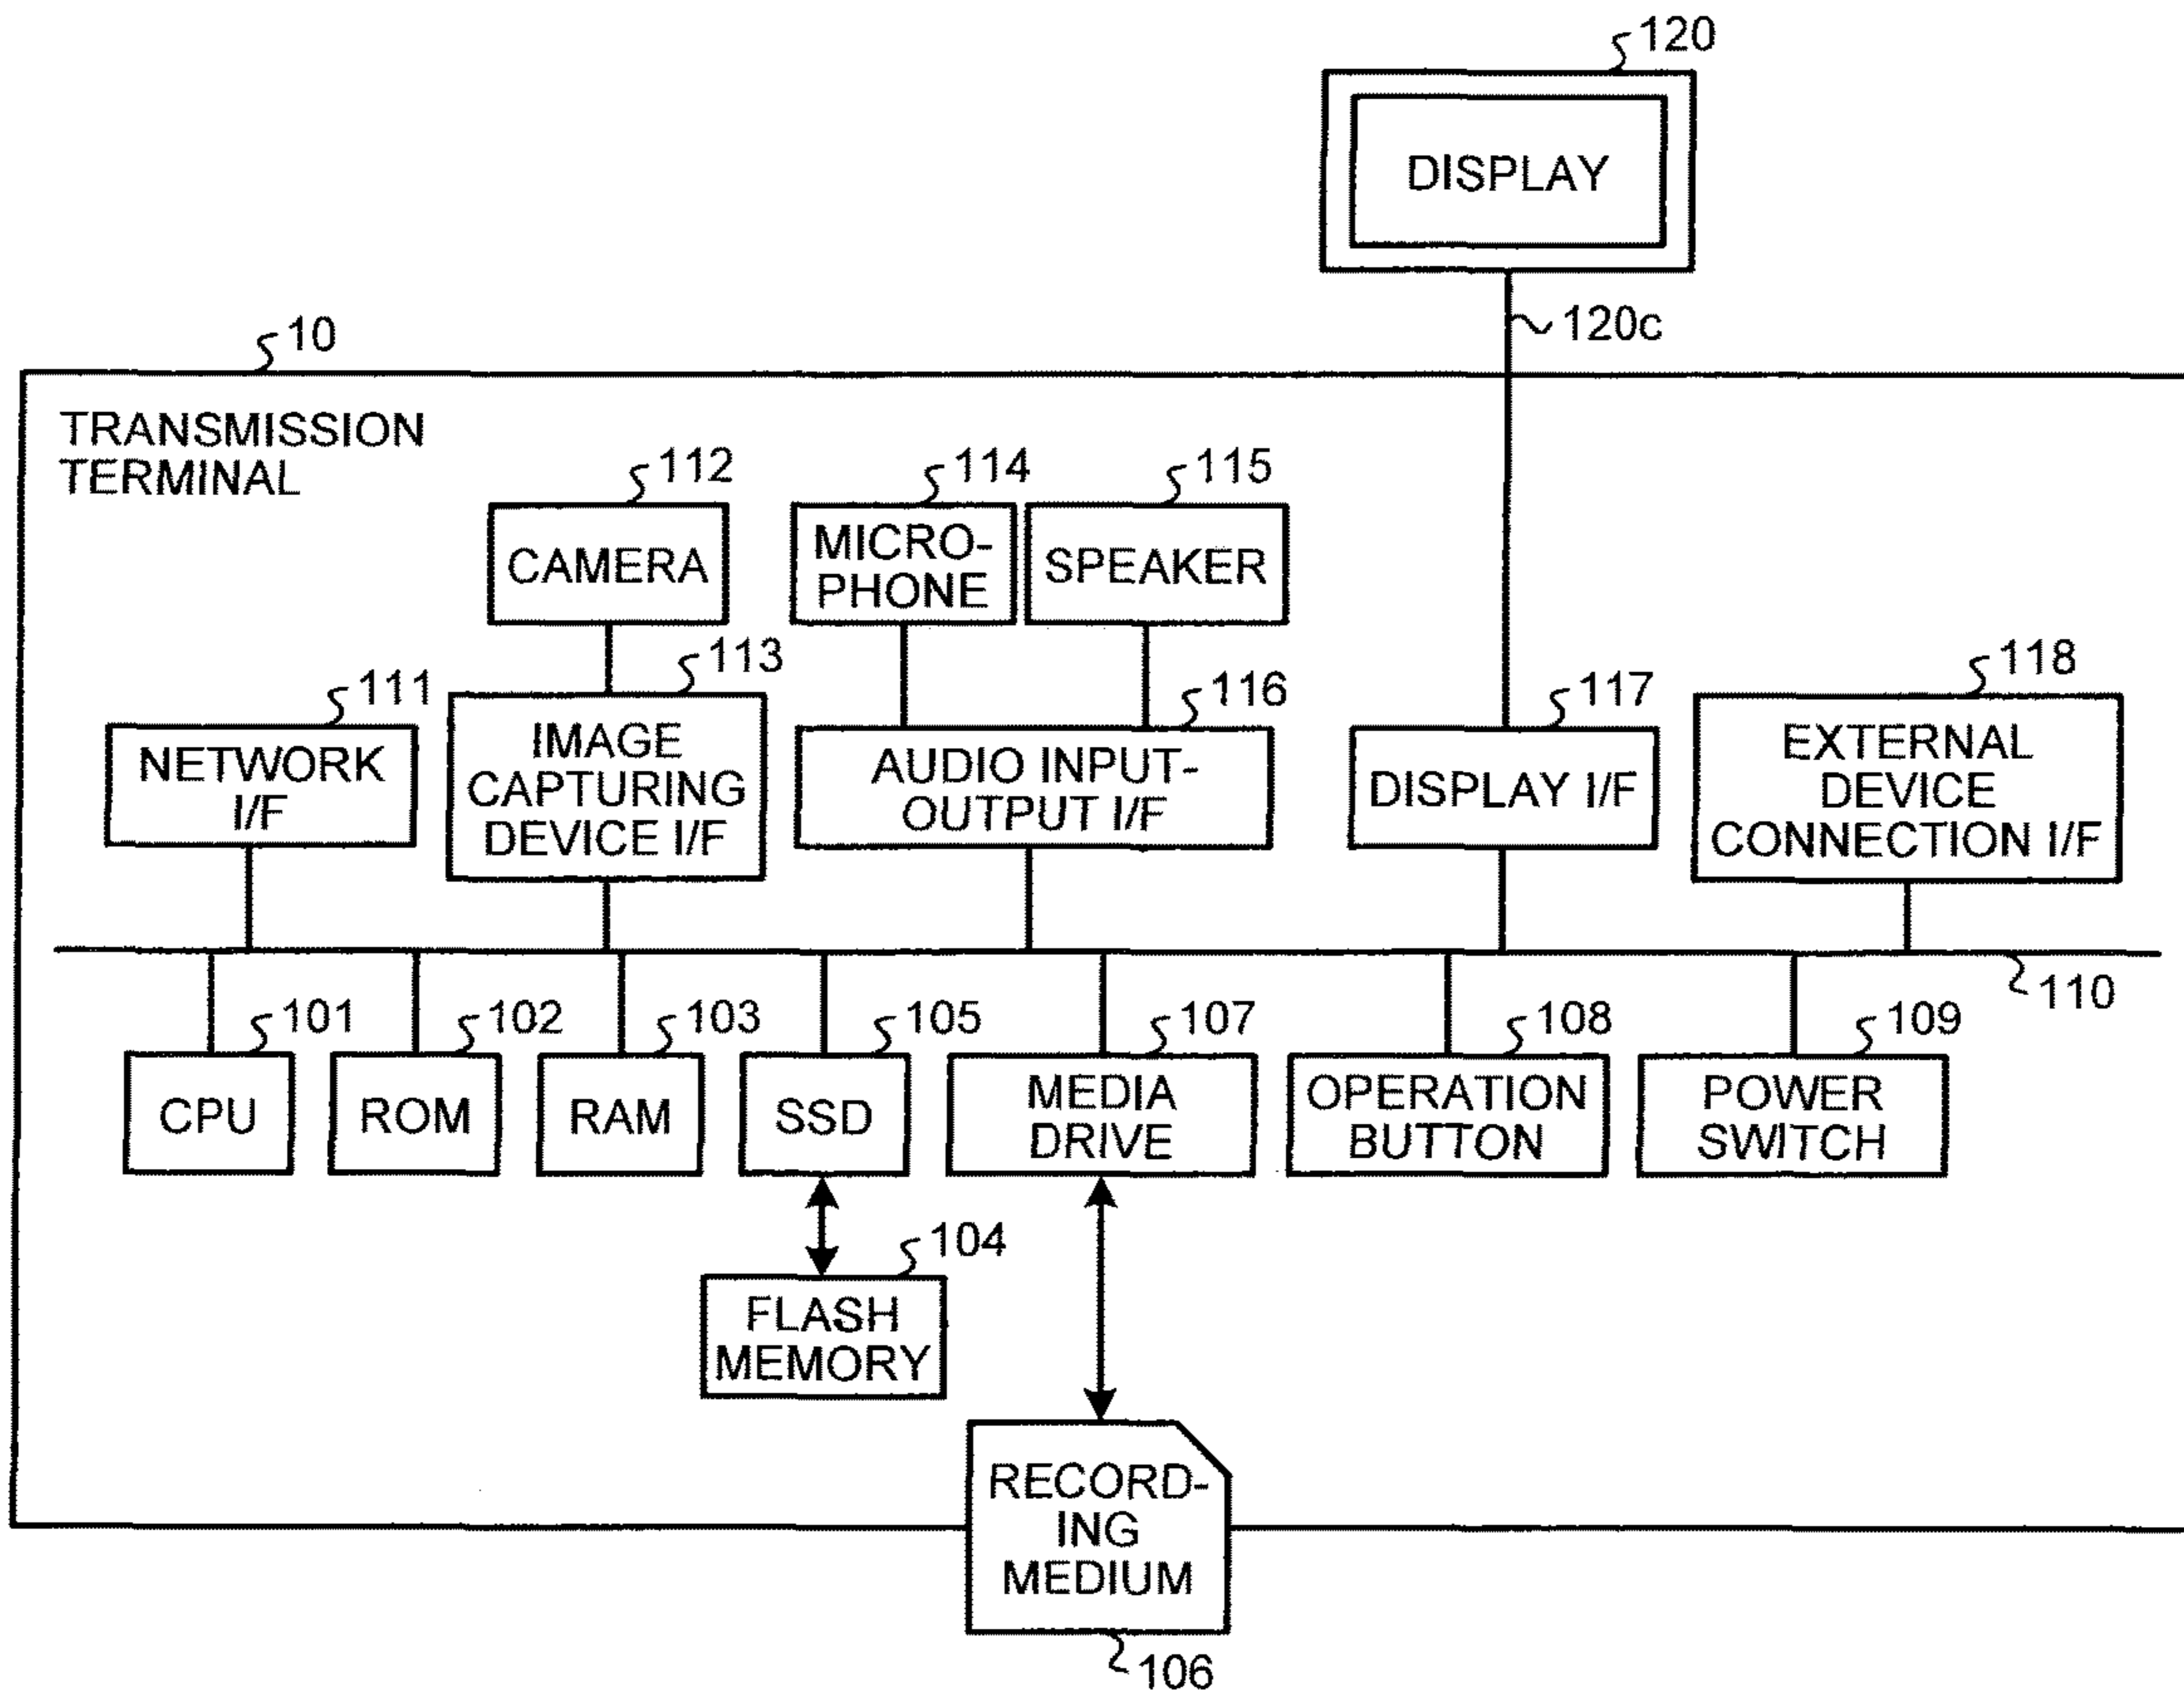 120
DISPLAY
120c
10
TRANSMISSION
TERMINAL
112
CAMERA
114
MICRO-
PHONE
115
SPEAKER
111
NETWORK
I/F
113
IMAGE
CAPTURING
DEVICE I/F
116
AUDIO INPUT-
OUTPUT I/F
117
DISPLAY I/F
118
EXTERNAL
DEVICE
CONNECTION I/F
110
101
CPU
102
ROM
103
RAM
105
SSD
107
MEDIA
DRIVE
108
OPERATION
BUTTON
109
POWER
SWITCH
104
FLASH
MEMORY
RECORD-
ING
MEDIUM
106